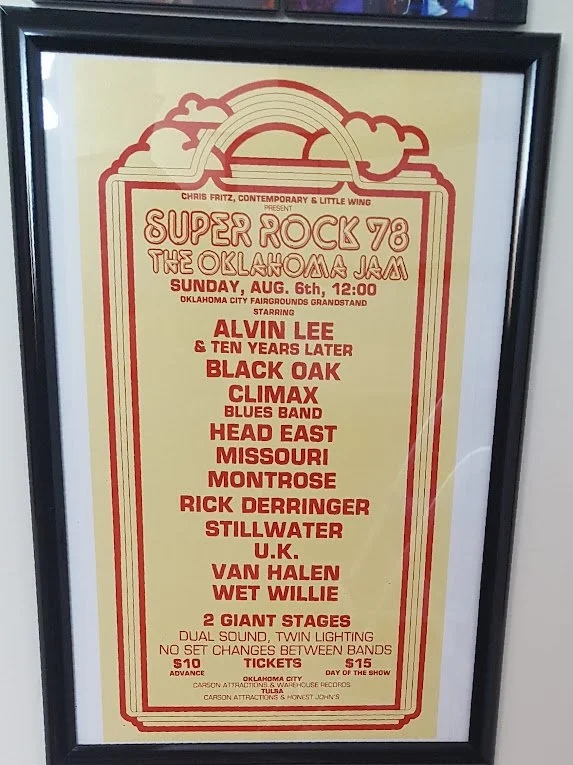 CHRIS FRITZ, CONTEMPORARY & LITTLE WING
PRESENT
SUPER ROCK 78
THE OKLAHOMA JAM
SUNDAY, AUG. 6th, 12:00
OKLAHOMA CITY FAIRGROUNDS GRANDSTAND
STARRING
ALVIN LEE
& TEN YEARS LATER
BLACK OAK
CLIMAX
BLUES BAND
HEAD EAST
MISSOURI
MONTROSE
RICK DERRINGER
STILLWATER
U.K.
VAN HALEN
WET WILLIE
2 GIANT STAGES
DUAL SOUND, TWIN LIGHTING
NO SET CHANGES BETWEEN BANDS
$10 TICKETS $15
ADVANCE DAY OF THE SHOW
OKLAHOMA CITY
CARSON ATTRACTIONS & WAREHOUSE RECORDS
TULSA
CARSON ATTRACTIONS & HONEST JOHN'S